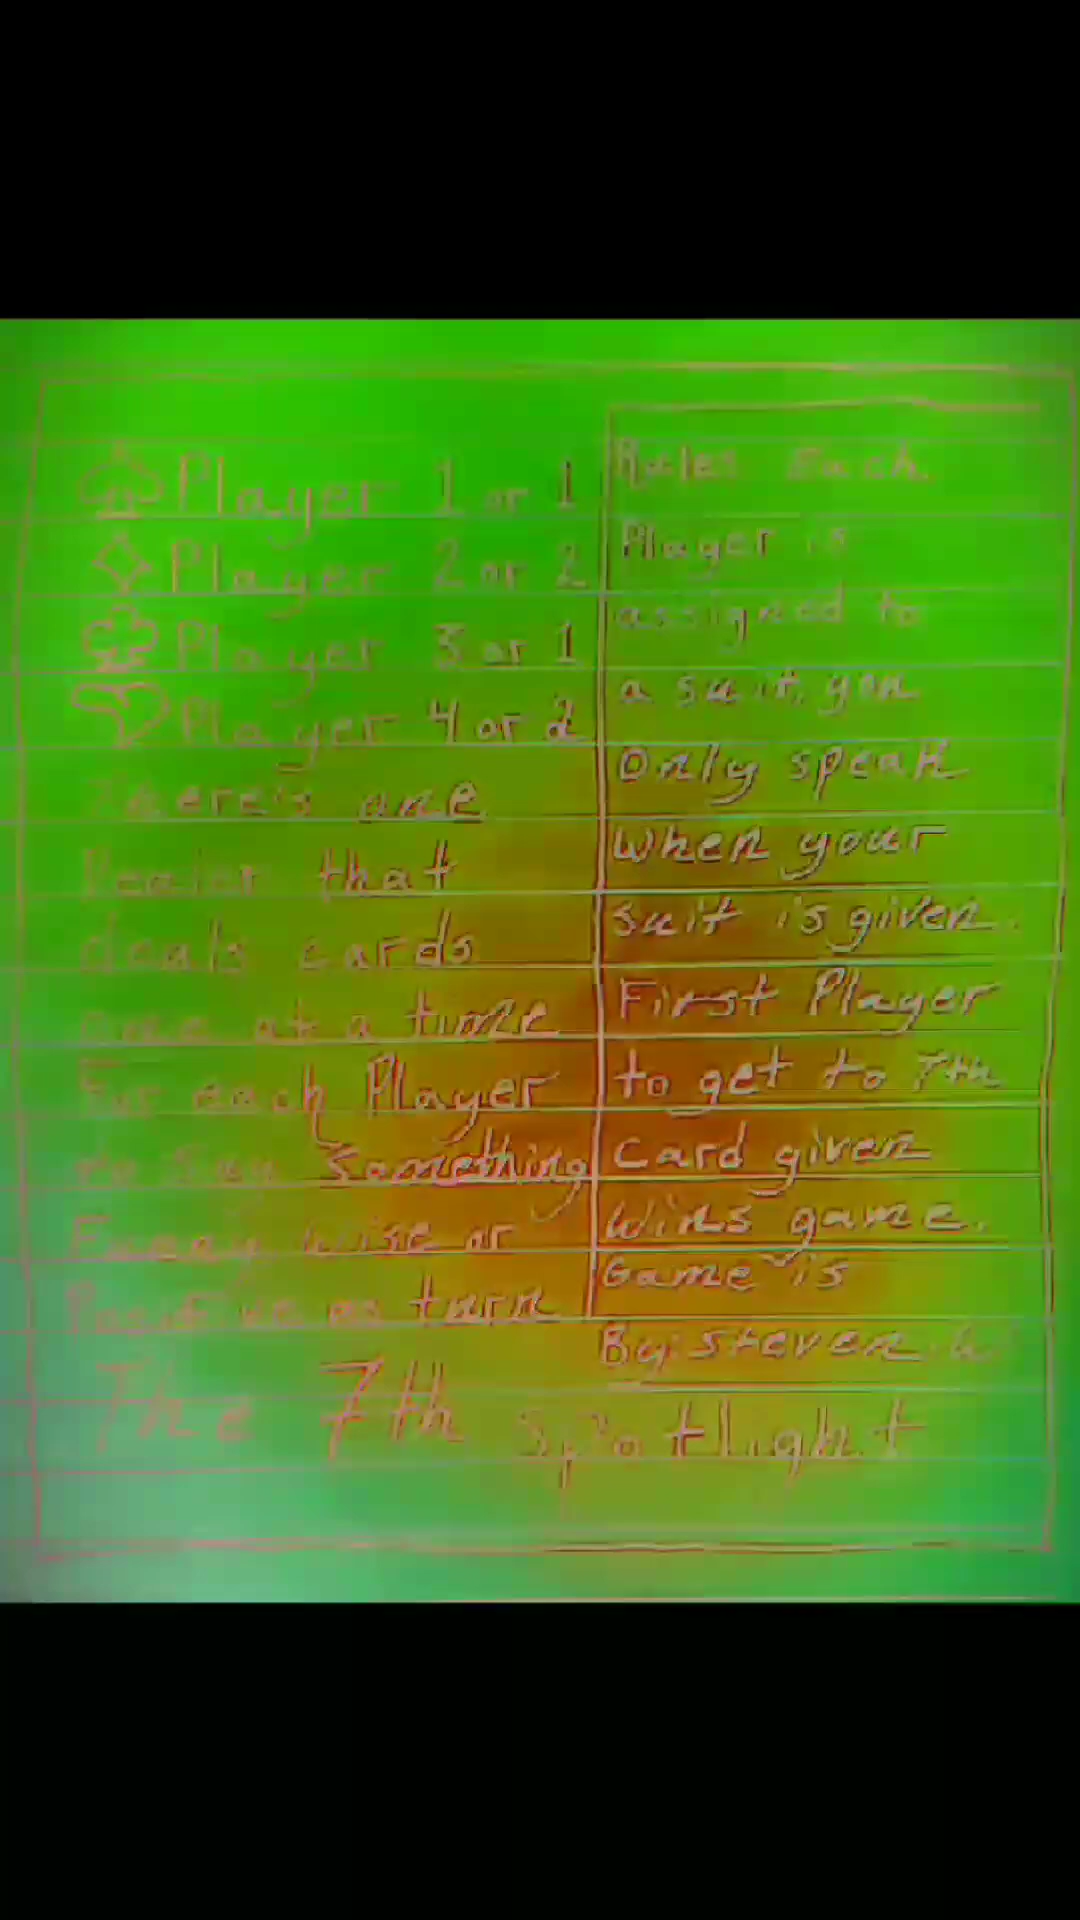 ♤ Player 1 or 1
♢ Player 2 or 2
♧ Player 3 or 1
♡ Player 4 or 2
There's one
Dealer that
deals cards
one at a time
For each Player
to say something
Funny wise or
Positive as turn
Rules Each
Player is
assigned to
a suit, you
Only speak
when your
suit is given.
First Player
to get to 7th
card given
wins game.
Game is
By: Steven.
The 7th Spotlight